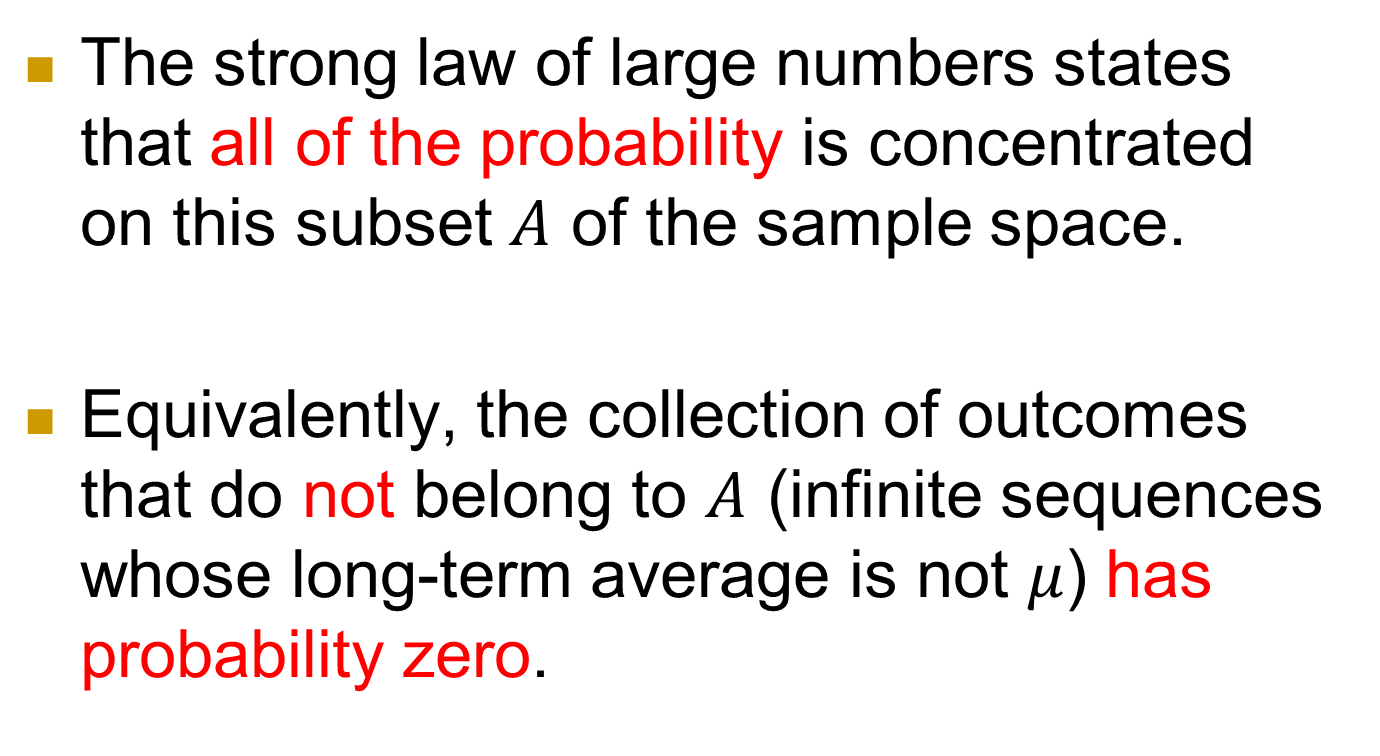 The strong law of large numbers states
that all of the probability is concentrated
on this subset A of the sample space.
Equivalently, the collection of outcomes
that do not belong to A (infinite sequences
whose long-term average is not μ) has
probability zero.